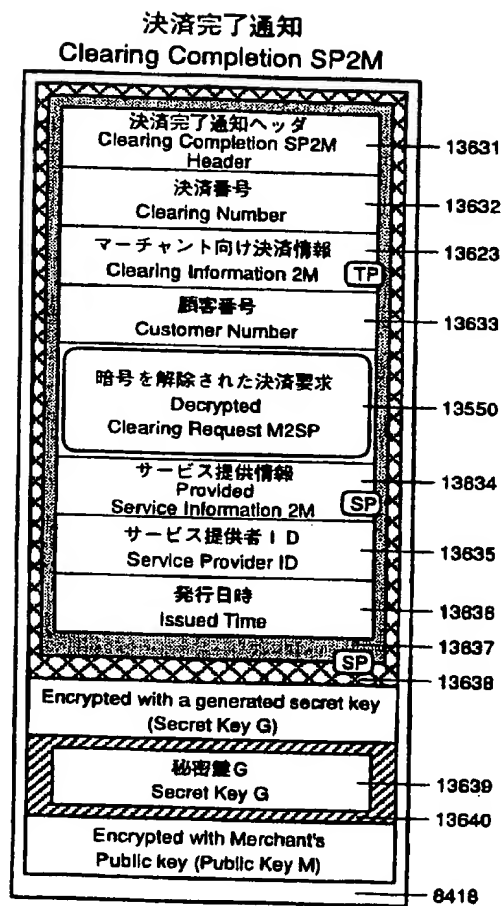 決済完了通知
Clearing Completion SP2M
決済完了通知ヘッダ
Clearing Completion SP2M
Header
13631
決済番号
Clearing Number
13632
マーチャント向け決済情報
Clearing Information 2M
TP
13623
顧客番号
Customer Number
13633
暗号を解除された決済要求
Decrypted
Clearing Request M2SP
13550
サービス提供情報
Provided
Service Information 2M
SP
13634
サービス提供者ID
Service Provider ID
13635
発行日時
Issued Time
13636
13637
SP
13638
Encrypted with a generated secret key
(Secret Key G)
秘密鍵G
Secret Key G
13639
13640
Encrypted with Merchant's
Public key (Public Key M)
8418